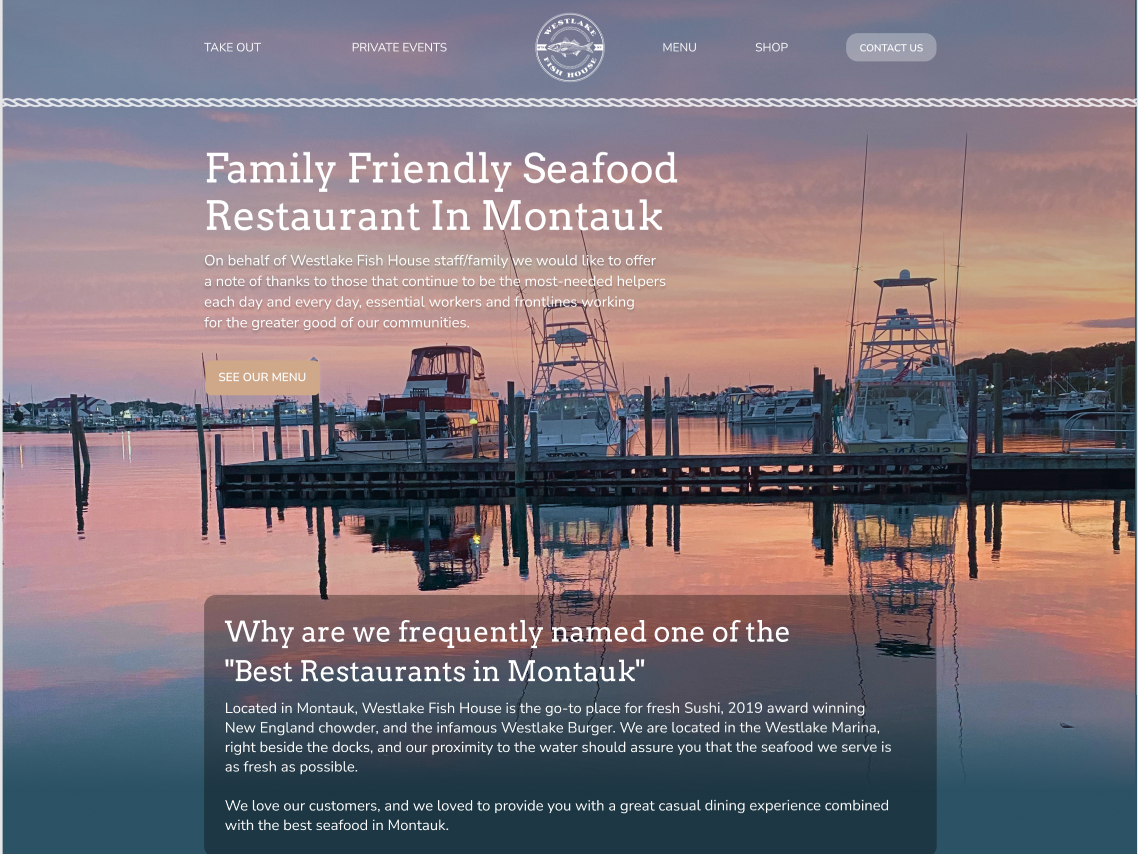 TAKE OUT
PRIVATE EVENTS
WESTLAKE
FISH HOUSE
MENU
SHOP
CONTACT US
Family Friendly Seafood
Restaurant In Montauk
On behalf of Westlake Fish House staff/family we would like to offer
a note of thanks to those that continue to be the most-needed helpers
each day and every day, essential workers and frontlines working
for the greater good of our communities.
SEE OUR MENU
Why are we frequently named one of the
"Best Restaurants in Montauk"
Located in Montauk, Westlake Fish House is the go-to place for fresh Sushi, 2019 award winning
New England chowder, and the infamous Westlake Burger. We are located in the Westlake Marina,
right beside the docks, and our proximity to the water should assure you that the seafood we serve is
as fresh as possible.
We love our customers, and we loved to provide you with a great casual dining experience combined
with the best seafood in Montauk.